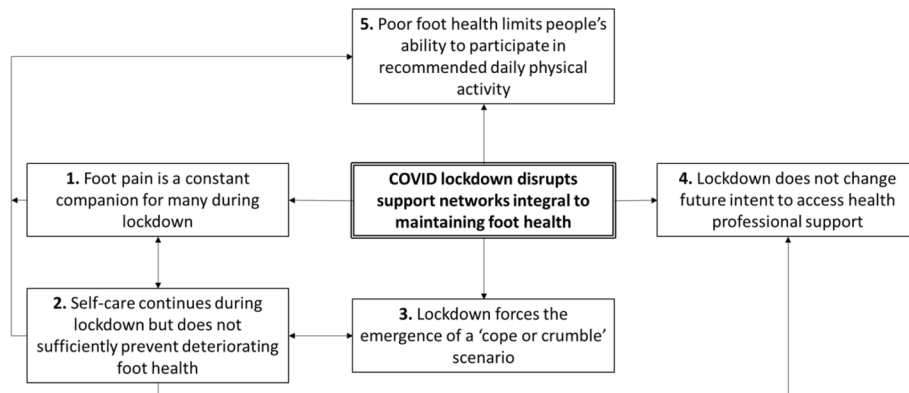 5. Poor foot health limits people’s
ability to participate in
recommended daily physical
activity
1. Foot pain is a constant
companion for many during
lockdown
COVID lockdown disrupts
support networks integral to
maintaining foot health
4. Lockdown does not change
future intent to access health
professional support
2. Self-care continues during
lockdown but does not
sufficiently prevent deteriorating
foot health
3. Lockdown forces the
emergence of a ‘cope or crumble’
scenario